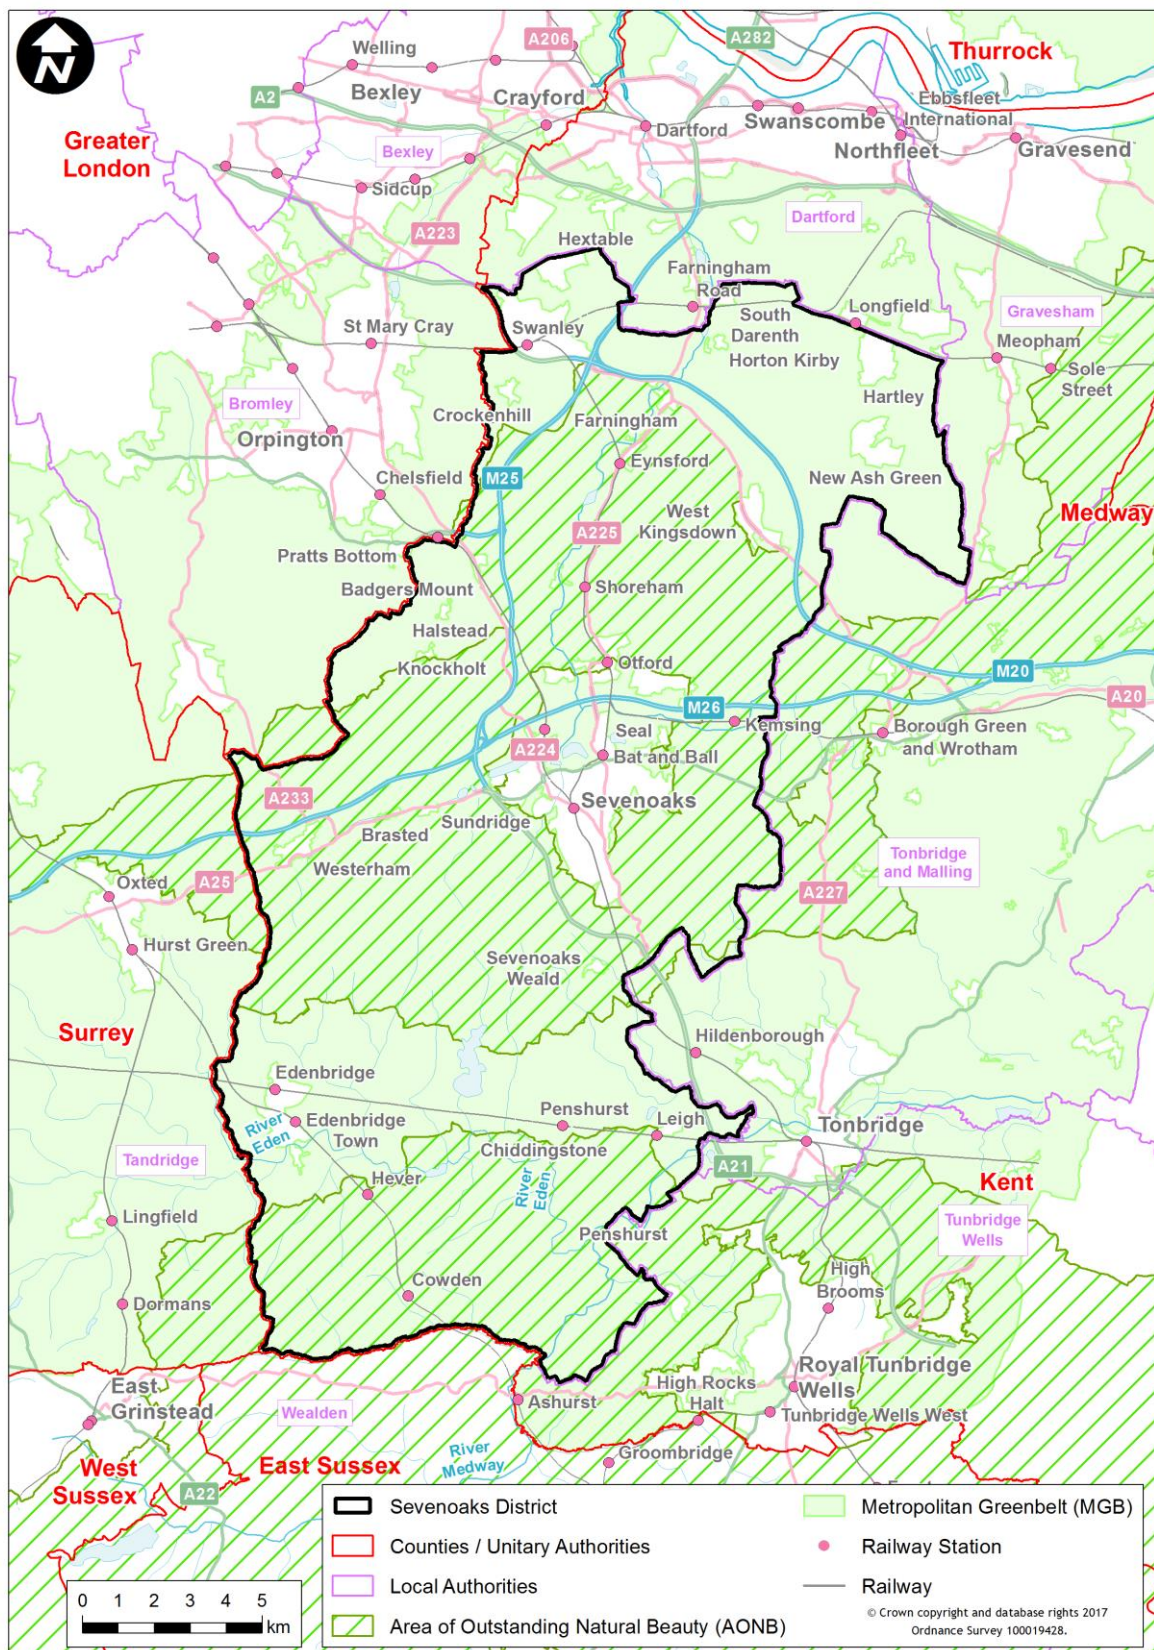 N
Welling
A206
A282
Thurrock
Bexley
A2
Crayford
Ebbsfleet
International
Swanscombe
Greater
London
Bexley
Dartford
Northfleet
Gravesend
Sidcup
A223
Dartford
Hextable
Farningham
Road
Longfield
Gravesham
South
Darenth
St Mary Cray
Swanley
Meopham
Horton Kirby
Sole
Street
Bromley
Crockenhill
Hartley
Farningham
Orpington
Eynsford
Chelsfield
M25
New Ash Green
West
Kingsdown
Medway
A225
Pratts Bottom
Badgers Mount
Shoreham
Halstead
Knockholt
Otford
M20
A20
M26
Kemsing
Seal
Borough Green
and Wrotham
A224
Bat and Ball
A233
Sevenoaks
Sundridge
Brasted
Westerham
Tonbridge
and Malling
Oxted
A25
A227
Hurst Green
Sevenoaks
Weald
Surrey
Hildenborough
Edenbridge
Edenbridge
Town
River
Eden
Penshurst
Leigh
Tonbridge
Chiddingstone
Tandridge
A21
Hever
River
Eden
Kent
Lingfield
Penshurst
Tunbridge
Wells
Cowden
High
Brooms
Dormans
Royal Tunbridge
Wells
East
Grinstead
High Rocks
Halt
Ashurst
Wealden
Tunbridge Wells West
River
Medway
Groombridge
West
Sussex
East Sussex
A22
Sevenoaks District
Counties / Unitary Authorities
Local Authorities
Area of Outstanding Natural Beauty (AONB)
Metropolitan Greenbelt (MGB)
Railway Station
Railway
© Crown copyright and database rights 2017
Ordnance Survey 100019428.
0 1 2 3 4 5
km